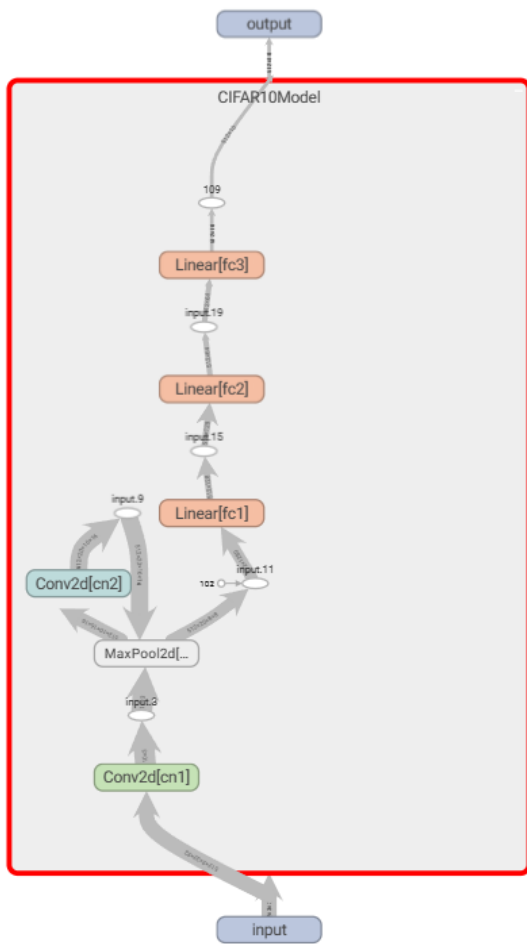 output
CIFAR10Model
109
Linear[fc3]
input.19
Linear[fc2]
input.15
input.9
Linear[fc1]
Conv2d[cn2]
102
input.11
MaxPool2d[...
input.3
Conv2d[cn1]
input